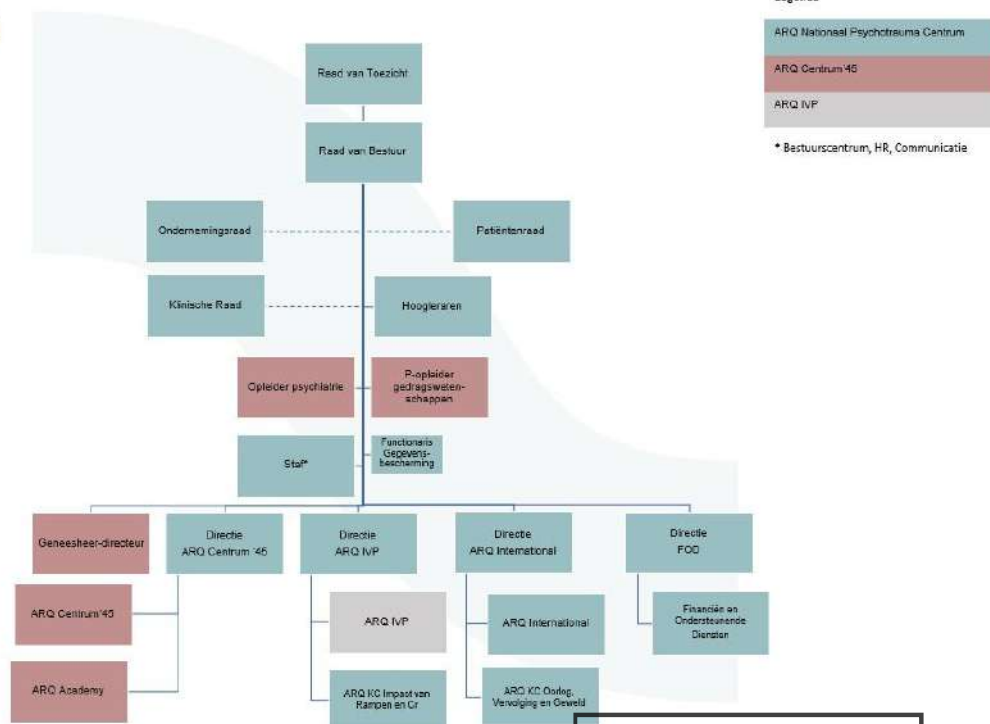 ARQ Nationaal Psychotrauma Centrum
ARQ Centrum'45
ARQ IVP
* Bestuurscentrum, HR, Communicatie
Raad van Toezicht
Raad van Bestuur
Ondernemingsraad
Patiëntenraad
Klinische Raad
Hoogleraren
Opleider psychiatrie
P-opleider
gedragsweten-
schappen
Staf*
Functionaris
Gegevens-
bescherming
Geneesheer-directeur
Directie
ARQ Centrum '45
Directie
ARQ IVP
Directie
ARQ International
Directie
FOD
ARQ Centrum'45
ARQ IVP
ARQ International
Financiën en
Ondersteunende
Diensten
ARQ Academy
ARQ KC Impact van
Rampen en Cr
ARQ KC Oorlog,
Vervolging en Geweld